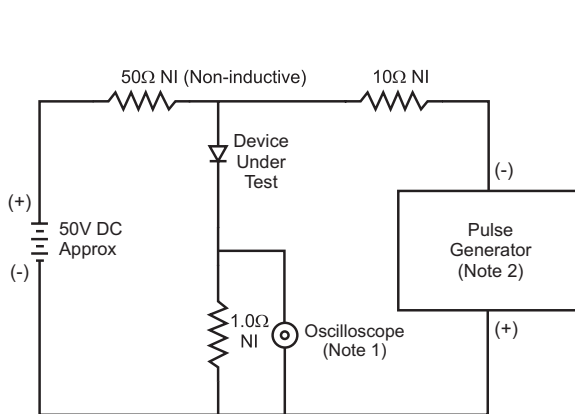 50Ω NI (Non-inductive)
10Ω NI
Device
Under
Test
(-)
(+)
50V DC
Approx
(-)
Pulse
Generator
(Note 2)
1.0Ω
NI
Oscilloscope
(Note 1)
(+)